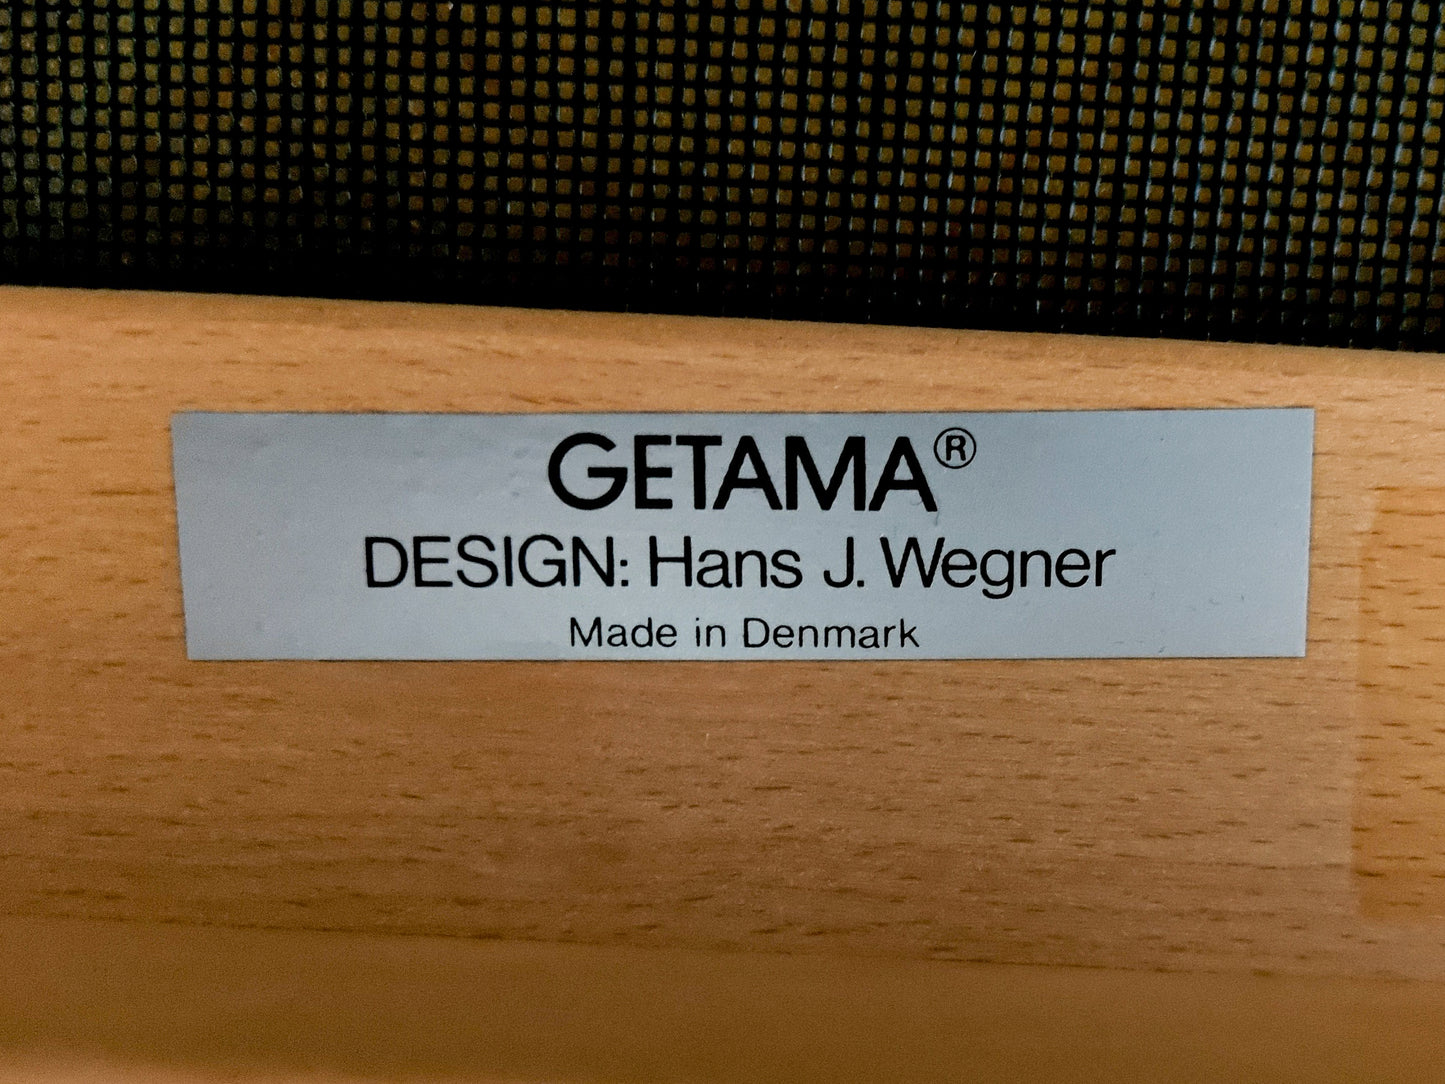 GETAMA®
DESIGN: Hans J. Wegner
Made in Denmark